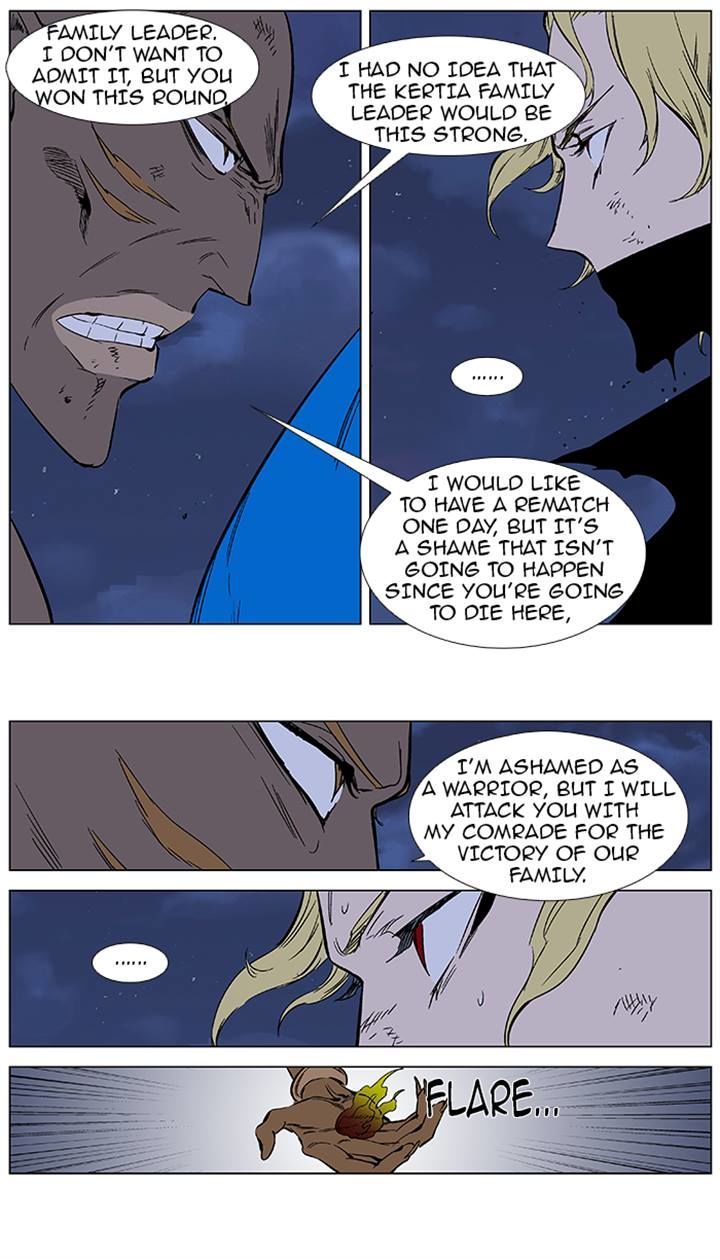 FAMILY LEADER.
I DON'T WANT TO
ADMIT IT, BUT YOU
WON THIS ROUND.
I HAD NO IDEA THAT
THE KERTIA FAMILY
LEADER WOULD BE
THIS STRONG.
......
I WOULD LIKE
TO HAVE A REMATCH
ONE DAY, BUT IT'S
A SHAME THAT ISN'T
GOING TO HAPPEN
SINCE YOU'RE GOING
TO DIE HERE,
I'M ASHAMED AS
A WARRIOR, BUT I WILL
ATTACK YOU WITH
MY COMRADE FOR THE
VICTORY OF OUR
FAMILY.
......
FLARE...